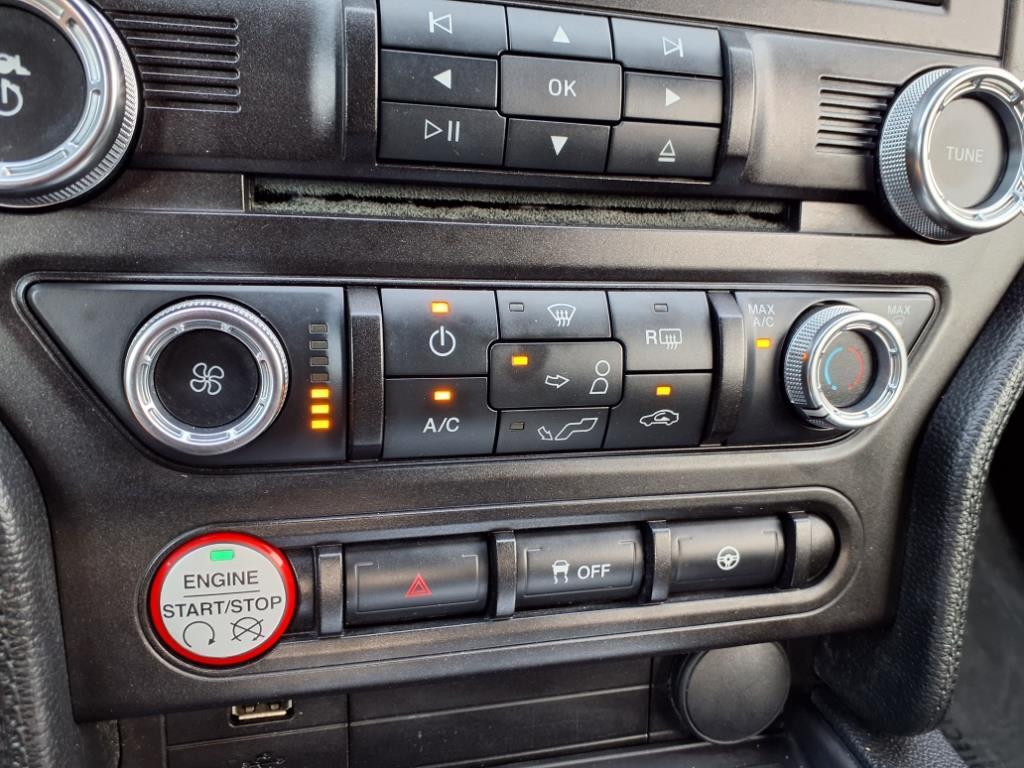 OK
TUNE
MAX
A/C
MAX
R
A/C
ENGINE
START/STOP
OFF